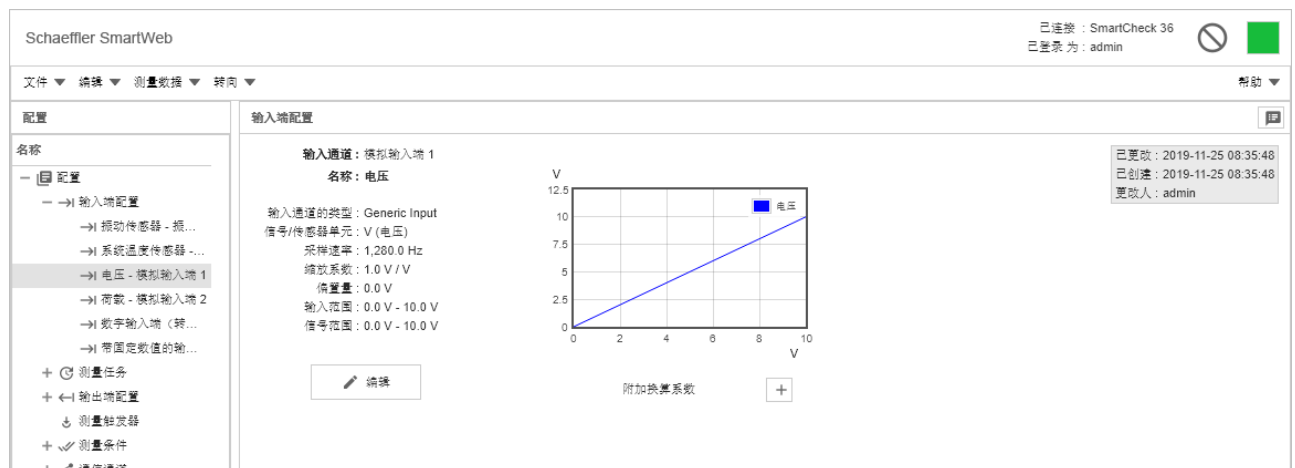 Schaeffler SmartWeb
已连接 : SmartCheck 36
已登录 为 : admin
文件 编辑 测量数据 转向 帮助
配置
输入端配置
名称
配置
输入端配置
振动传感器 - 振...
系统温度传感器 -...
电压 - 模拟输入端 1
荷载 - 模拟输入端 2
数字输入端（转...
带固定数值的输...
测量任务
输出端配置
测量触发器
测量条件
输入通道 : 模拟输入端 1
名称 : 电压
输入通道的类型 : Generic Input
信号/传感器单元 : V (电压)
采样速率 : 1,280.0 Hz
缩放系数 : 1.0 V / V
偏置量 : 0.0 V
输入范围 : 0.0 V - 10.0 V
信号范围 : 0.0 V - 10.0 V
编辑
V
12.5
10
7.5
5
2.5
0
0 2 4 6 8 10
V
电压
附加换算系数 +
已更改 : 2019-11-25 08:35:48
已创建 : 2019-11-25 08:35:48
更改人 : admin